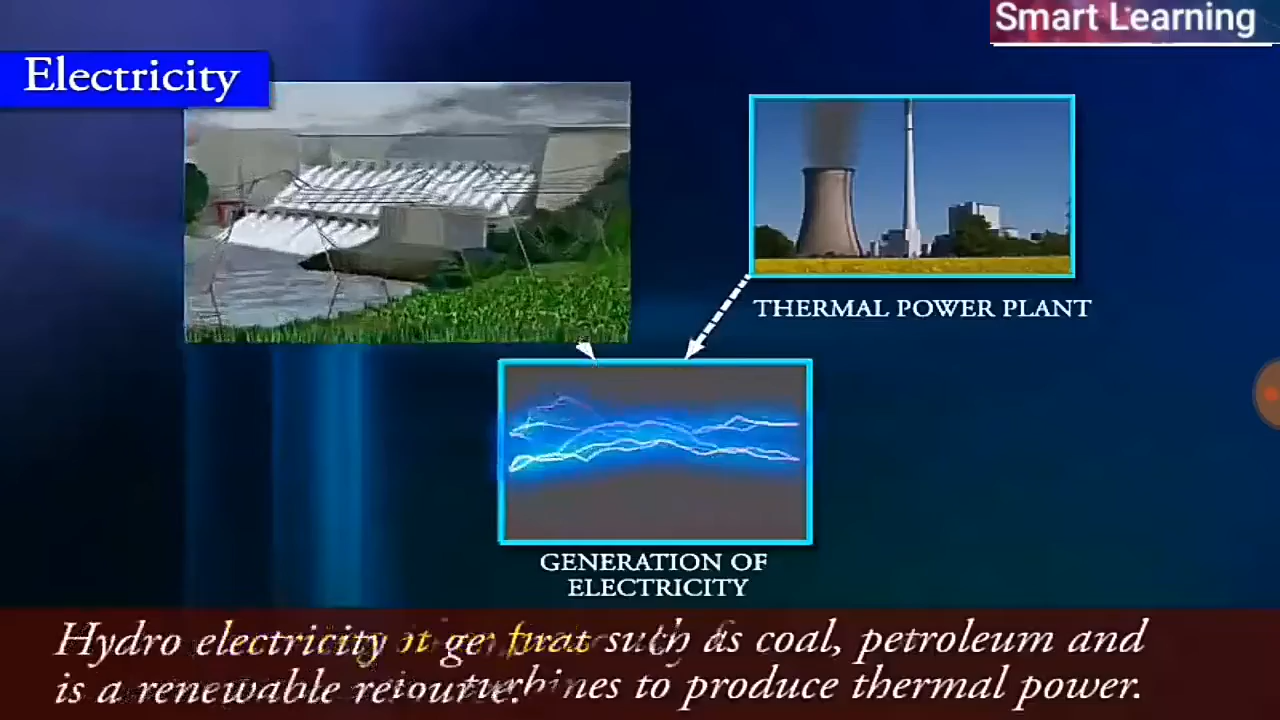 Smart Learning
Electricity
THERMAL POWER PLANT
GENERATION OF
ELECTRICITY
Hydro electricity such as coal, petroleum and
is a renewable to produce thermal power.